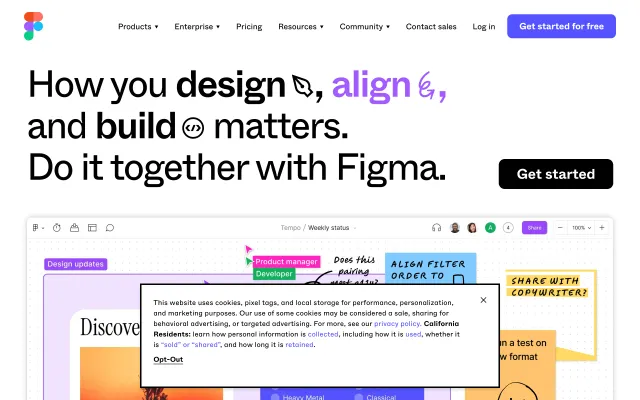 Products
Enterprise
Pricing
Resources
Community
Contact sales
Log in
Get started for free
How you design, align,
and build matters.
Do it together with Figma.
Get started
Tempo / Weekly status
A
4
Share
100%
Design updates
Product manager
Developer
Does this
pairing
ALIGN FILTER
ORDER TO
SHARE WITH
COPYWRITER?
Discove
This website uses cookies, pixel tags, and local storage for performance, personalization,
and marketing purposes. Our use of some cookies may be considered a sale, sharing for
behavioral advertising, or targeted advertising. For more, see our privacy policy. California
Residents: learn how personal information is collected, including how it is used, whether it
is “sold” or “shared”, and how long it is retained.
Opt-Out
n a test on
w format
Heavy Metal
Classical